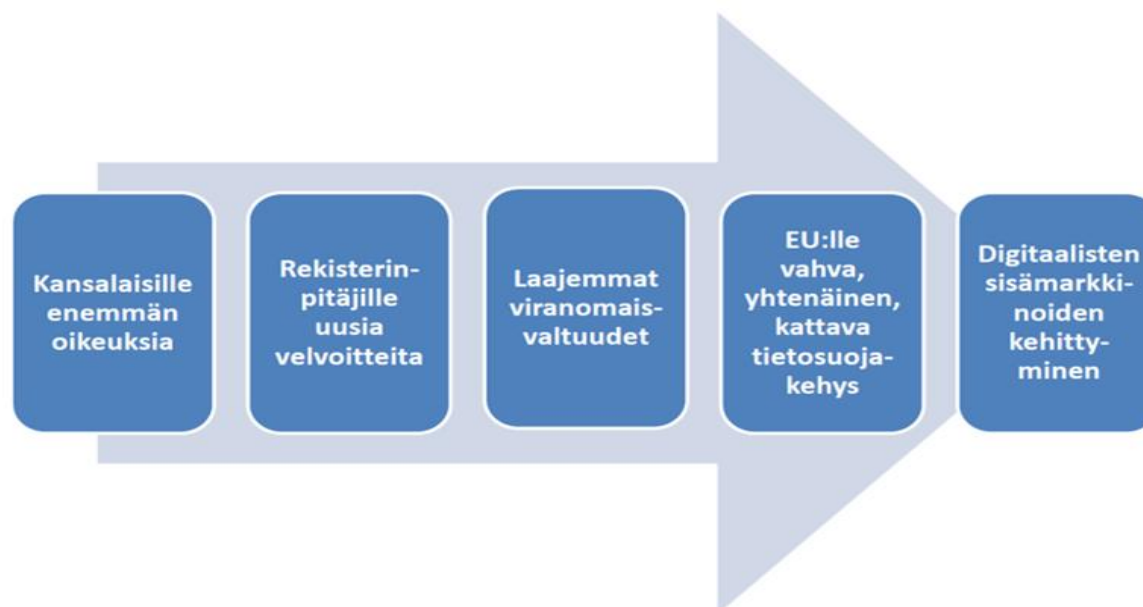 Kansalaisille
enemmän
oikeuksia
Rekisterin-
pitäjille
uusia
velvoitteita
Laajemmat
viranomais-
valtuudet
EU:lle
vahva,
yhtenäinen,
kattava
tietosuoja-
kehys
Digitaalisten
sisämarkki-
noiden
kehitty-
minen